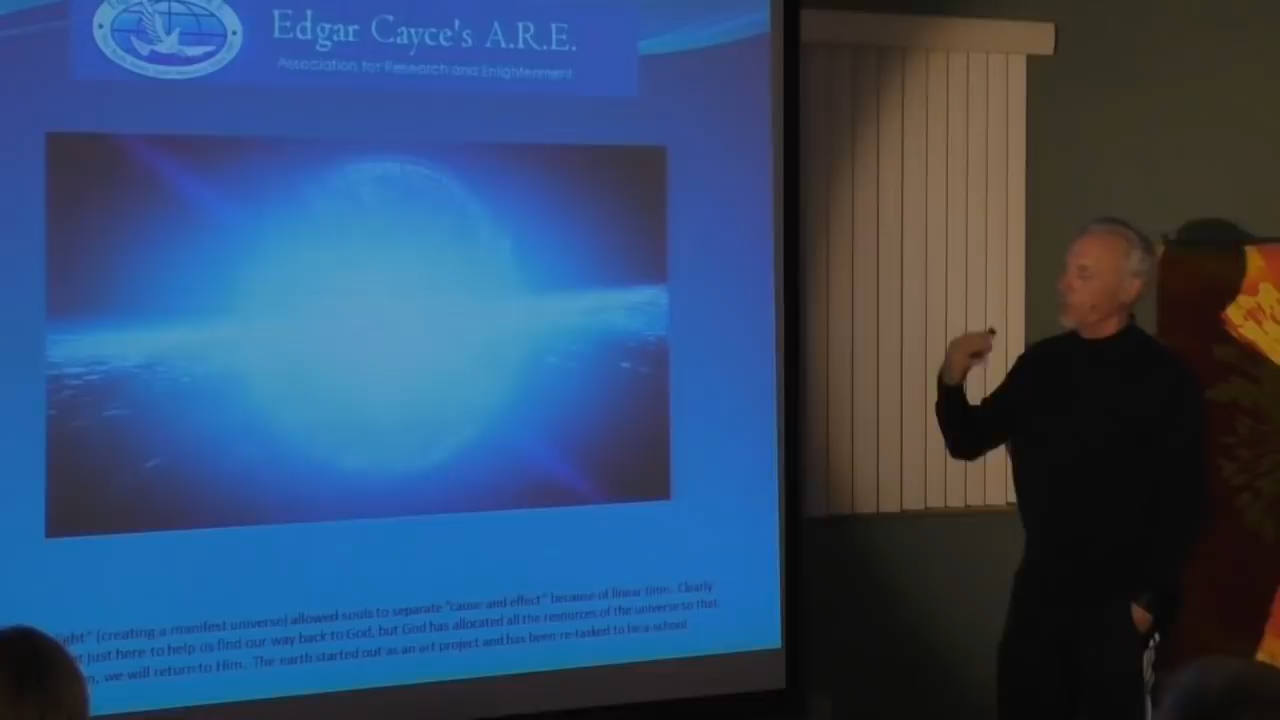 Edgar Cayce's A.R.E.
Association for Research and Enlightenment
light" (creating a manifest universe) allowed souls to separate "cause and effect" because of linear time. Clearly
just here to help us find our way back to God, but God has allocated all the resources of the universe so that
we will return to Him. The earth started out as an art project and has been re-tasked to be a school